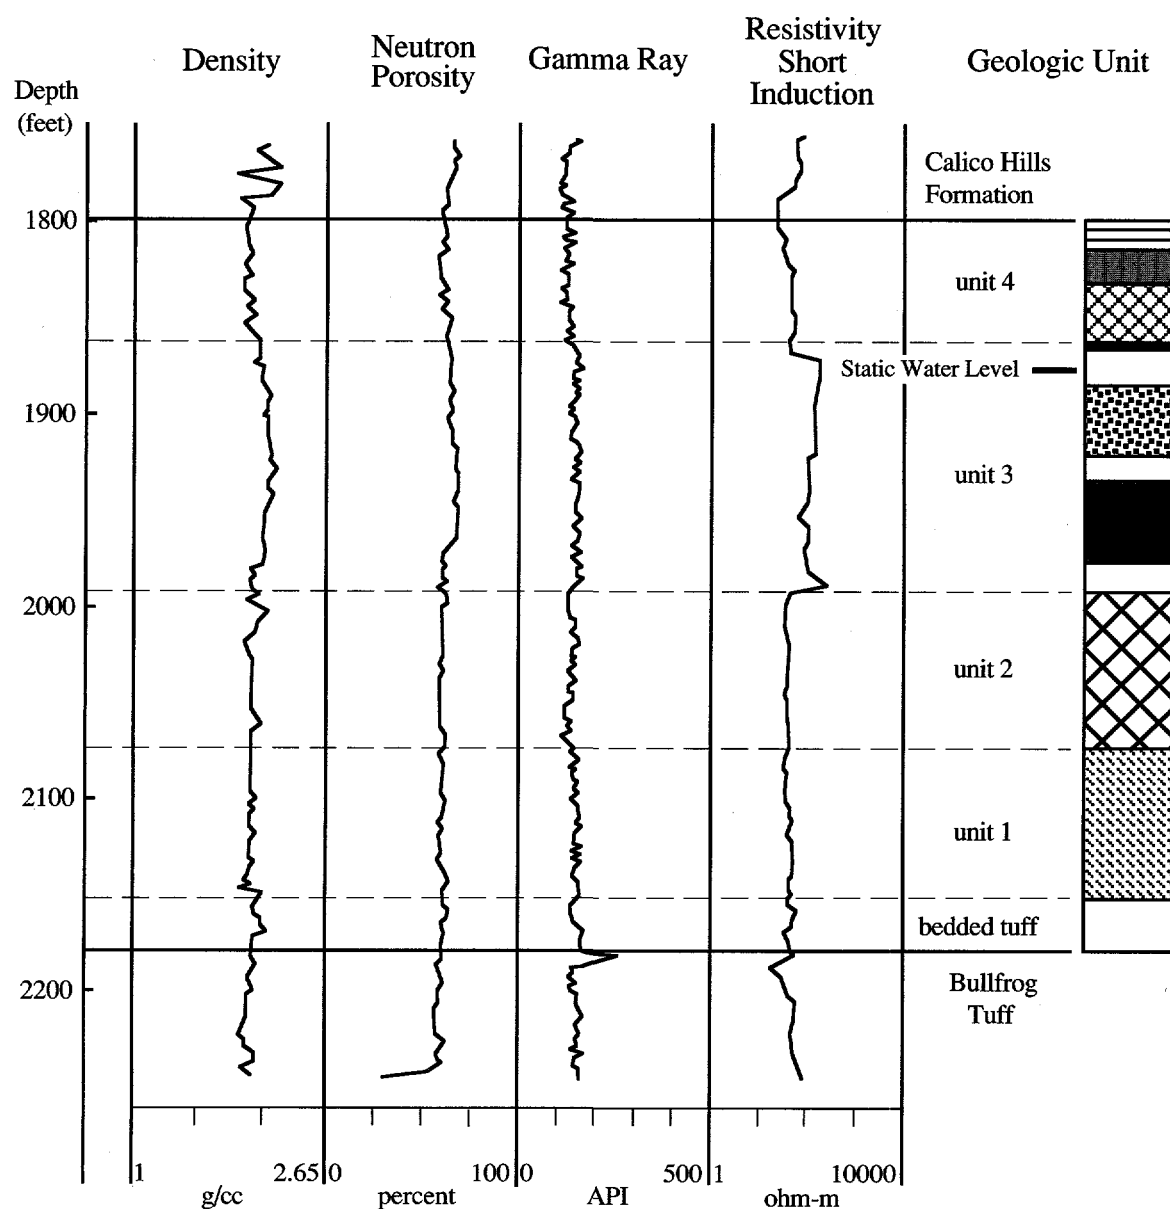 Density
Neutron
Porosity
Gamma Ray
Resistivity
Short
Induction
Geologic Unit
Depth
(feet)
Calico Hills
Formation
1800
unit 4
Static Water Level
1900
unit 3
2000
unit 2
2100
unit 1
bedded tuff
2200
Bullfrog
Tuff
1 2.65 0 100 0 500 1 10000
g/cc percent API ohm-m